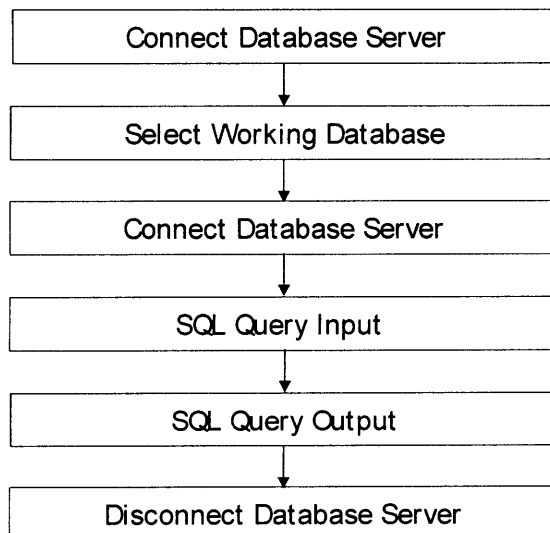 Connect Database Server
Select Working Database
Connect Database Server
SQL Query Input
SQL Query Output
Disconnect Database Server